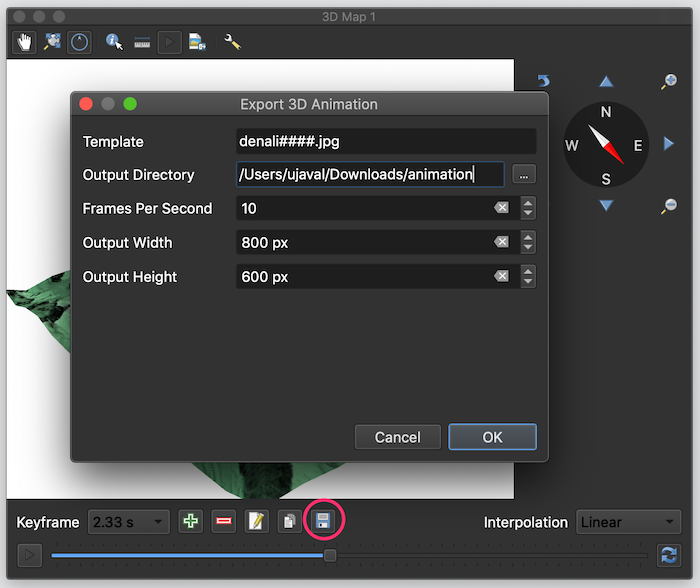 3D Map 1
Export 3D Animation
Template denali####.jpg
Output Directory /Users/ujaval/Downloads/animation ...
Frames Per Second 10
Output Width 800 px
Output Height 600 px
Cancel OK
N
W E
S
Keyframe 2.33 s Interpolation Linear